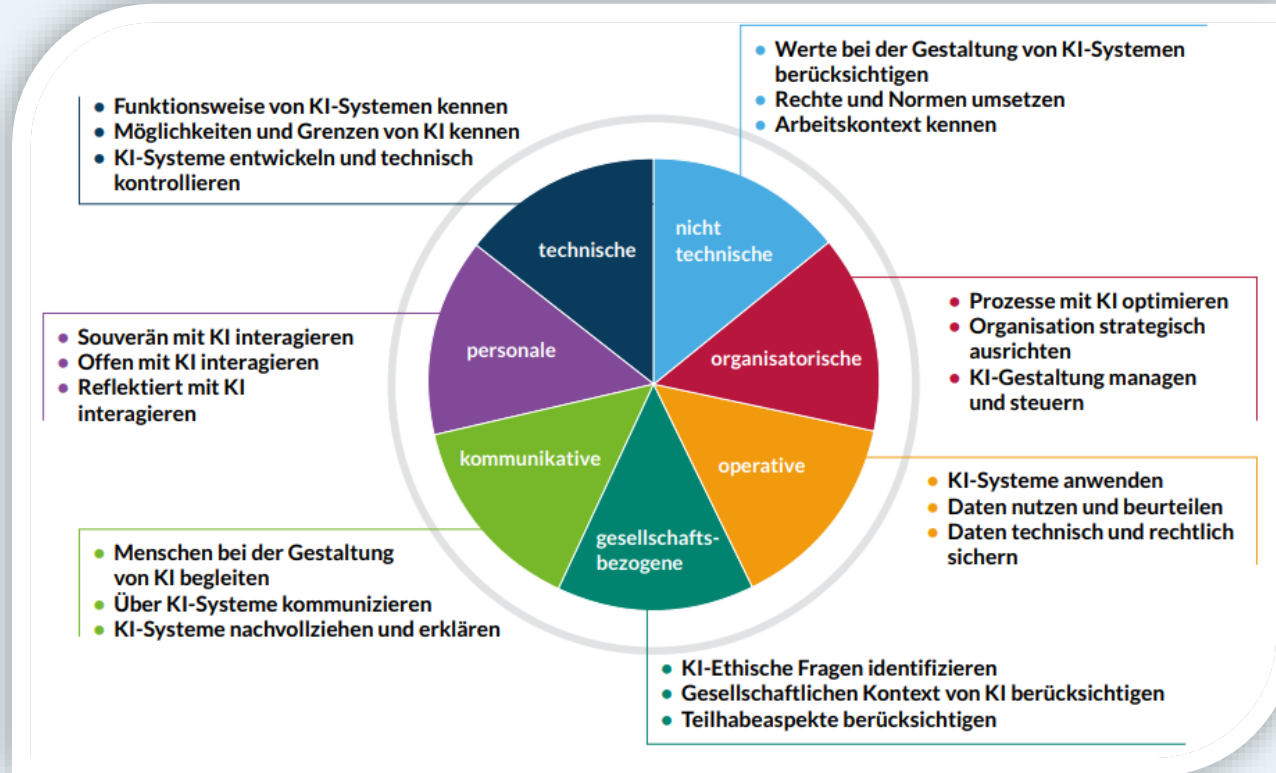 • Werte bei der Gestaltung von KI-Systemen
berücksichtigen
• Rechte und Normen umsetzen
• Arbeitskontext kennen
• Funktionsweise von KI-Systemen kennen
• Möglichkeiten und Grenzen von KI kennen
• KI-Systeme entwickeln und technisch
kontrollieren
technische
nicht
technische
• Prozesse mit KI optimieren
• Organisation strategisch
ausrichten
• KI-Gestaltung managen
und steuern
organisatorische
• Souverän mit KI interagieren
• Offen mit KI interagieren
• Reflektiert mit KI
interagieren
personale
kommunikative
operative
• KI-Systeme anwenden
• Daten nutzen und beurteilen
• Daten technisch und rechtlich
sichern
gesellschafts-
bezogene
• Menschen bei der Gestaltung
von KI begleiten
• Über KI-Systeme kommunizieren
• KI-Systeme nachvollziehen und erklären
• KI-Ethische Fragen identifizieren
• Gesellschaftlichen Kontext von KI berücksichtigen
• Teilhabeaspekte berücksichtigen